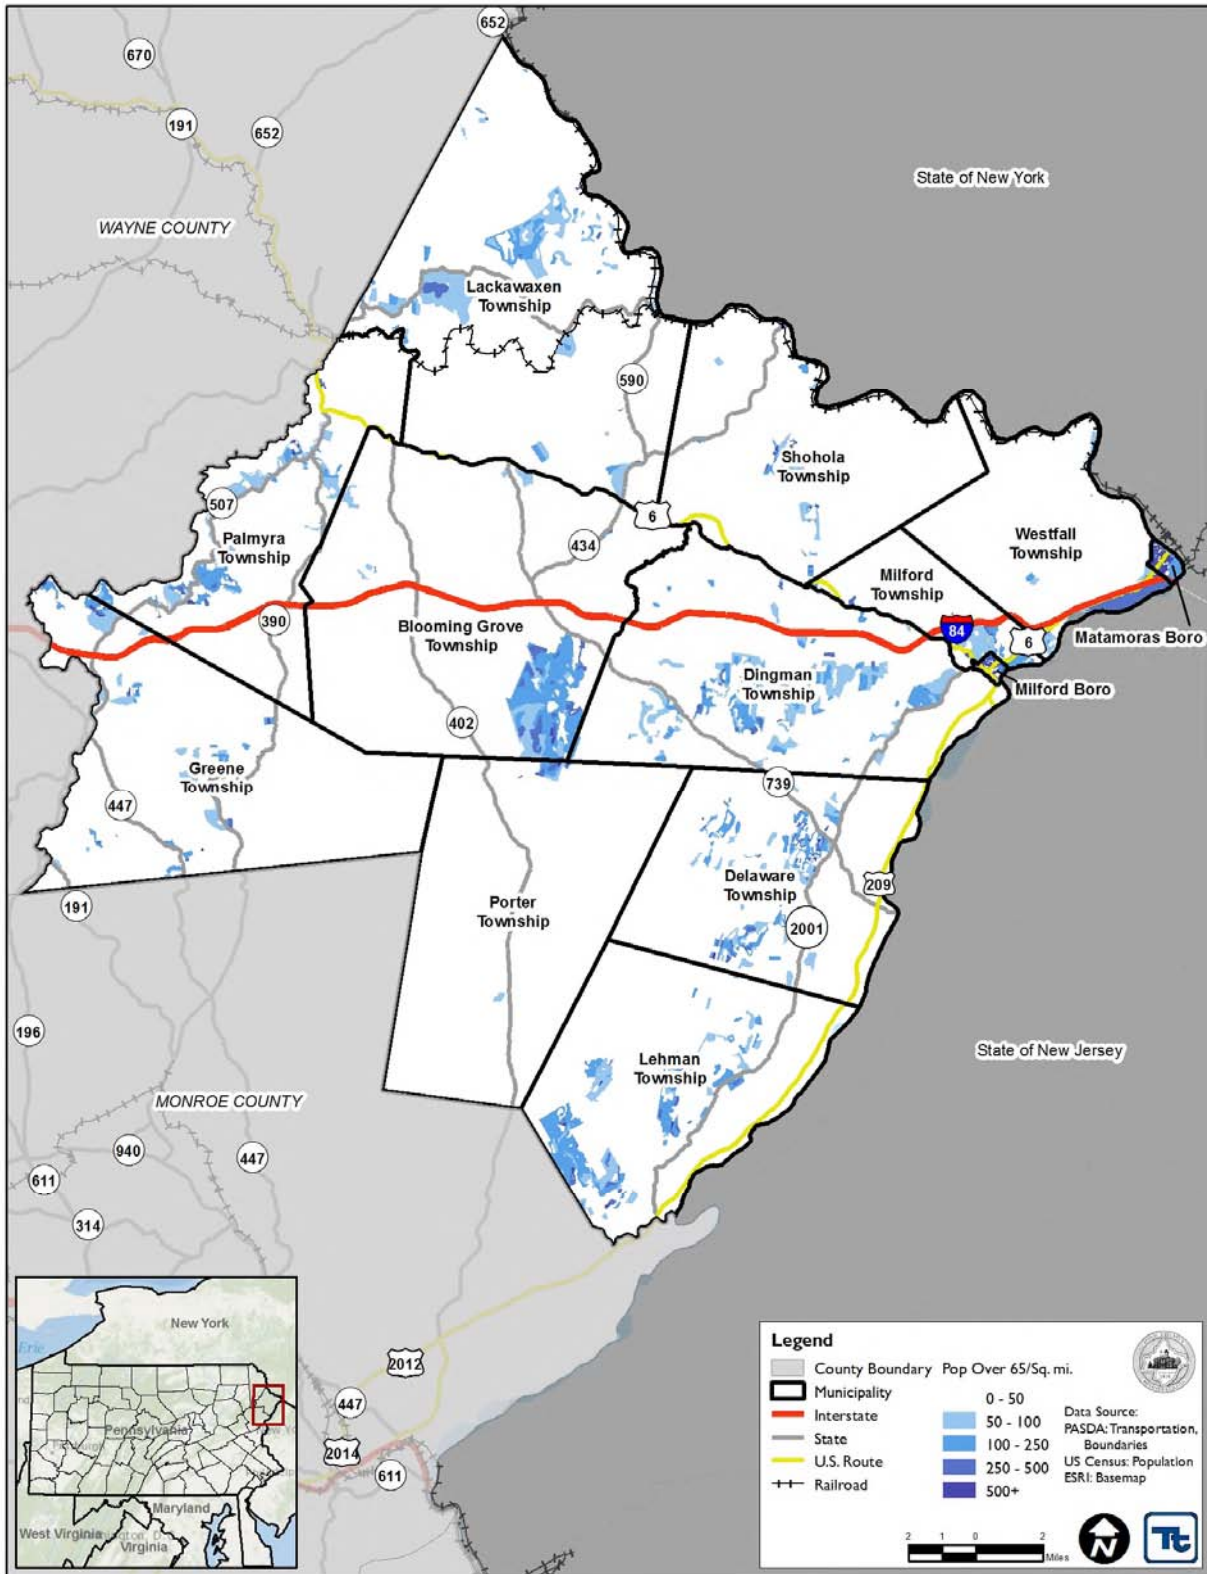 652
670
191
652
State of New York
WAYNE COUNTY
Lackawaxen
Township
590
Shohola
Township
507
6
Palmyra
Township
434
Westfall
Township
Milford
Township
390
Blooming Grove
Township
84
6
Matamoras Boro
Dingman
Township
Milford Boro
402
Greene
Township
739
447
Delaware
Township
209
191
Porter
Township
2001
196
State of New Jersey
Lehman
Township
MONROE COUNTY
940
447
611
314
2012
447
2014
611
New York
Erie
Pennsylvania
Maryland
West Virginia
Virginia
Legend
County Boundary
Municipality
Interstate
State
U.S. Route
Railroad
Pop Over 65/Sq. mi.
0 - 50
50 - 100
100 - 250
250 - 500
500+
Data Source:
PASDA: Transportation,
Boundaries
US Census: Population
ESRI: Basemap
2 1 0 2
Miles
N
Tt